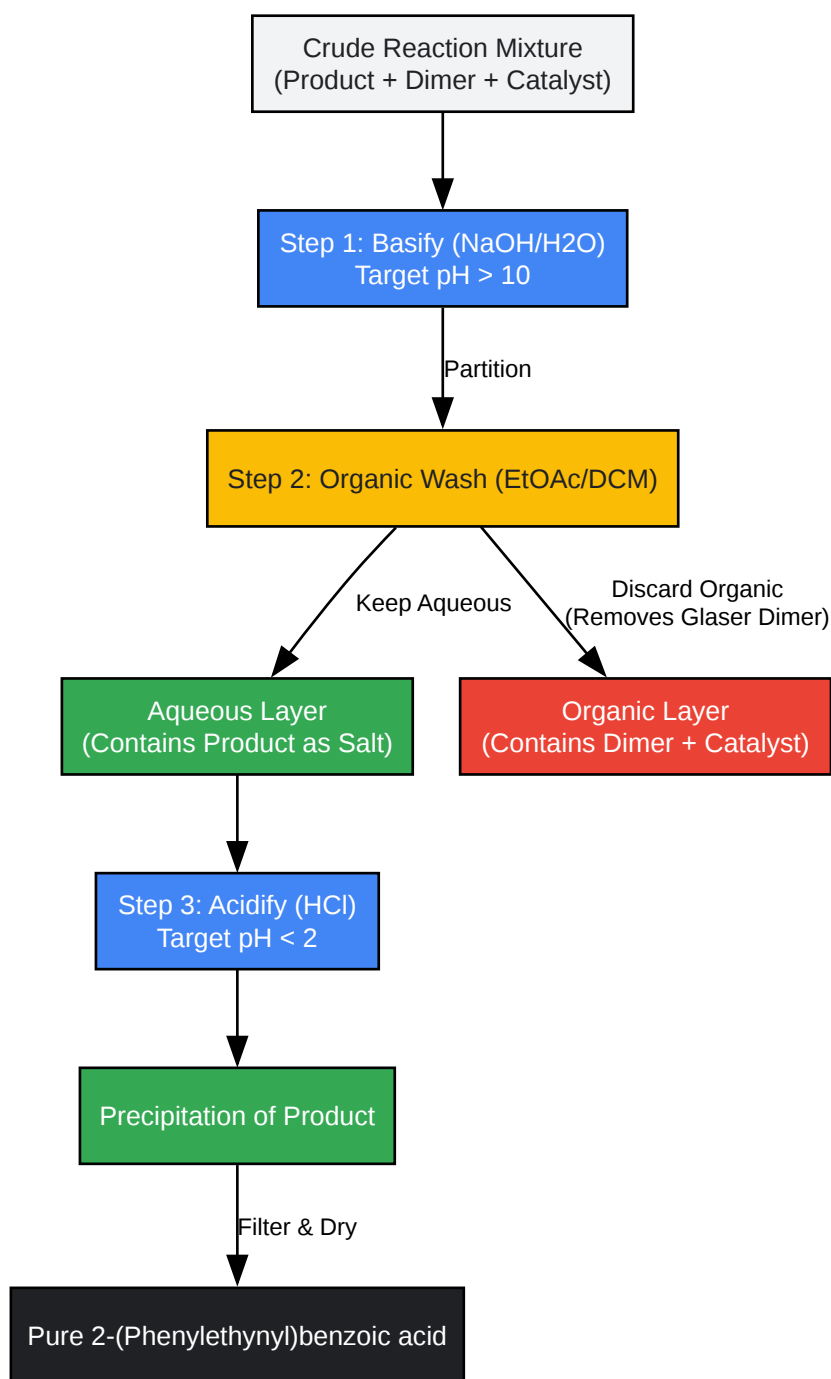 Crude Reaction Mixture
(Product + Dimer + Catalyst)
Step 1: Basify (NaOH/H2O)
Target pH > 10
Partition
Step 2: Organic Wash (EtOAc/DCM)
Keep Aqueous
Discard Organic
(Removes Glaser Dimer)
Aqueous Layer
(Contains Product as Salt)
Organic Layer
(Contains Dimer + Catalyst)
Step 3: Acidify (HCl)
Target pH < 2
Precipitation of Product
Filter & Dry
Pure 2-(Phenylethynyl)benzoic acid